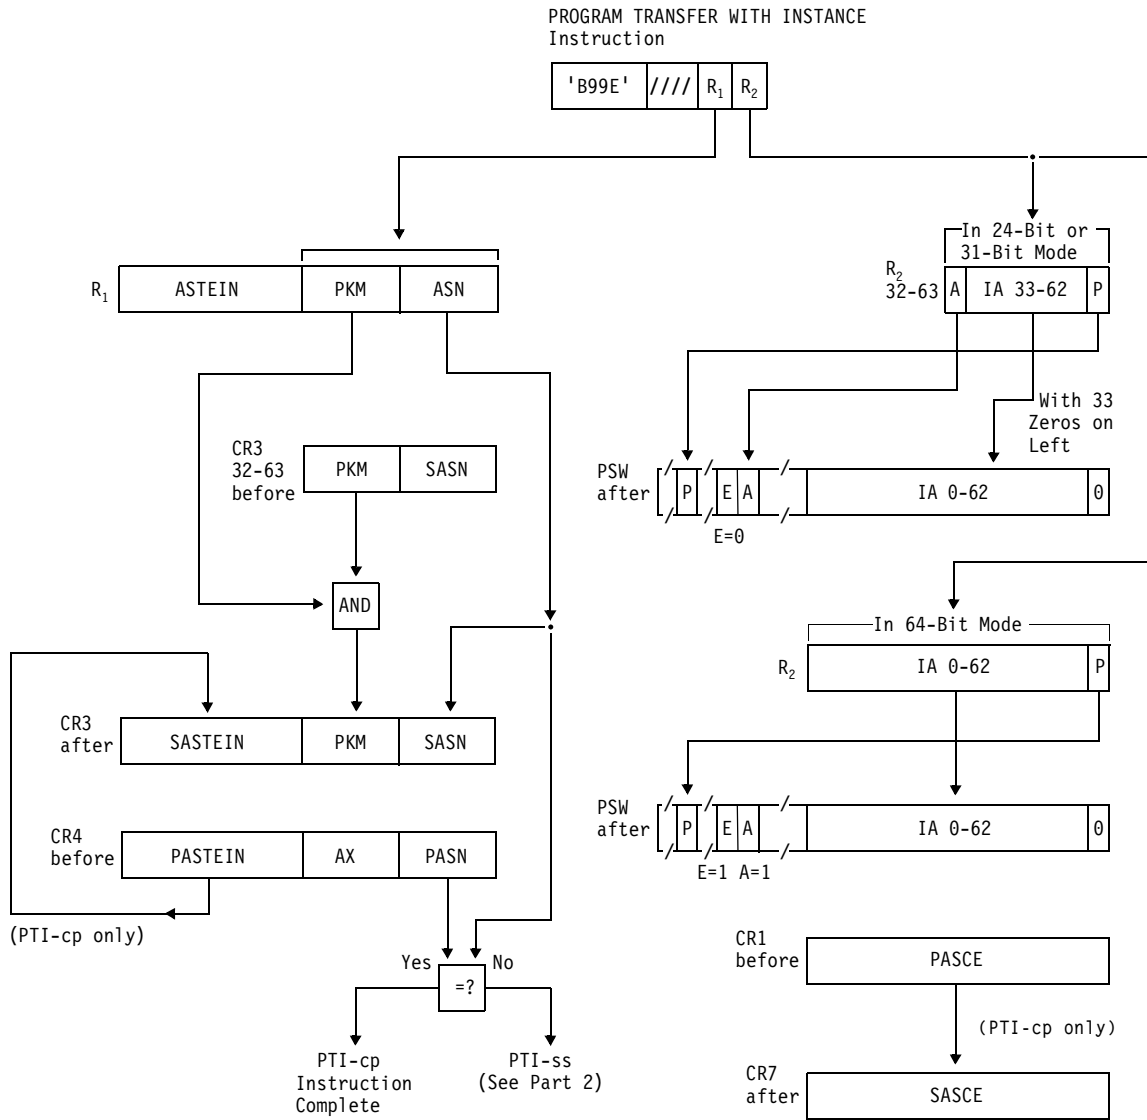 PROGRAM TRANSFER WITH INSTANCE
Instruction
'B99E' //// R1 R2
In 24-Bit or
31-Bit Mode
R1 ASTEIN PKM ASN
R2
32-63 A IA 33-62 P
With 33
Zeros on
Left
CR3
32-63
before
PKM SASN
PSW
after
P E A IA 0-62 0
E=0
AND
In 64-Bit Mode
R2 IA 0-62 P
CR3
after
SASTEIN PKM SASN
PSW
after
P E A IA 0-62 0
E=1 A=1
CR4
before
PASTEIN AX PASN
(PTI-cp only)
Yes No
=?
PTI-cp
Instruction
Complete
PTI-ss
(See Part 2)
CR1
before
PASCE
(PTI-cp only)
CR7
after
SASCE